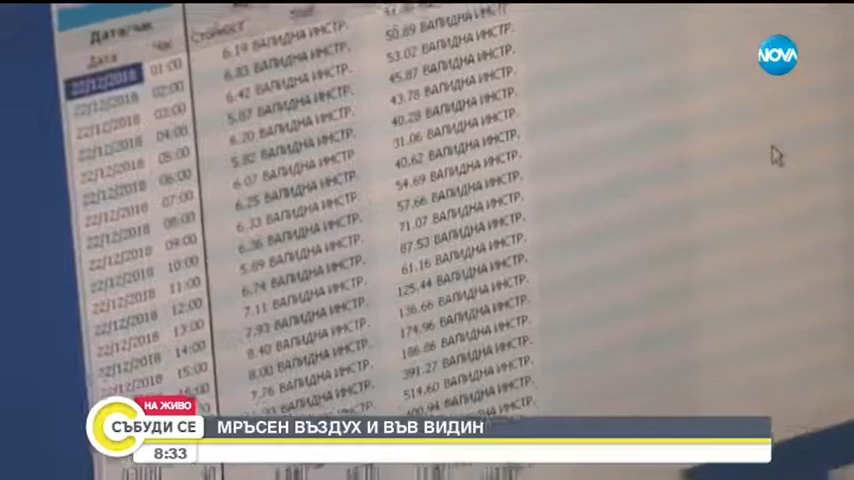 Дата/час
Дата Час Стойност
22/12/2018 01:00 6.19 ВАЛИДНА ИНСТР. 50.89 ВАЛИДНА ИНСТР.
22/12/2018 02:00 6.83 ВАЛИДНА ИНСТР. 53.02 ВАЛИДНА ИНСТР.
22/12/2018 03:00 6.42 ВАЛИДНА ИНСТР. 45.87 ВАЛИДНА ИНСТР.
22/12/2018 04:00 5.87 ВАЛИДНА ИНСТР. 43.78 ВАЛИДНА ИНСТР.
22/12/2018 05:00 6.20 ВАЛИДНА ИНСТР. 40.28 ВАЛИДНА ИНСТР.
22/12/2018 06:00 5.82 ВАЛИДНА ИНСТР. 31.06 ВАЛИДНА ИНСТР.
22/12/2018 07:00 6.07 ВАЛИДНА ИНСТР. 40.62 ВАЛИДНА ИНСТР.
22/12/2018 08:00 6.25 ВАЛИДНА ИНСТР. 54.69 ВАЛИДНА ИНСТР.
22/12/2018 09:00 6.33 ВАЛИДНА ИНСТР. 57.66 ВАЛИДНА ИНСТР.
22/12/2018 10:00 6.36 ВАЛИДНА ИНСТР. 71.07 ВАЛИДНА ИНСТР.
22/12/2018 11:00 5.89 ВАЛИДНА ИНСТР. 87.53 ВАЛИДНА ИНСТР.
22/12/2018 12:00 6.74 ВАЛИДНА ИНСТР. 61.16 ВАЛИДНА ИНСТР.
22/12/2018 13:00 7.11 ВАЛИДНА ИНСТР. 125.44 ВАЛИДНА ИНСТР.
22/12/2018 14:00 7.93 ВАЛИДНА ИНСТР. 136.66 ВАЛИДНА ИНСТР.
22/12/2018 15:00 8.40 ВАЛИДНА ИНСТР. 174.96 ВАЛИДНА ИНСТР.
8.00 ВАЛИДНА ИНСТР. 186.86 ВАЛИДНА ИНСТР.
7.76 ВАЛИДНА ИНСТР. 391.27 ВАЛИДНА ИНСТР.
ВАЛИДНА ИНСТР. 514.60 ВАЛИДНА ИНСТР.
ВАЛИДНА ИНСТР.
NOVA
НА ЖИВО
СЪБУДИ СЕ
МРЪСЕН ВЪЗДУХ И ВЪВ ВИДИН
8:33